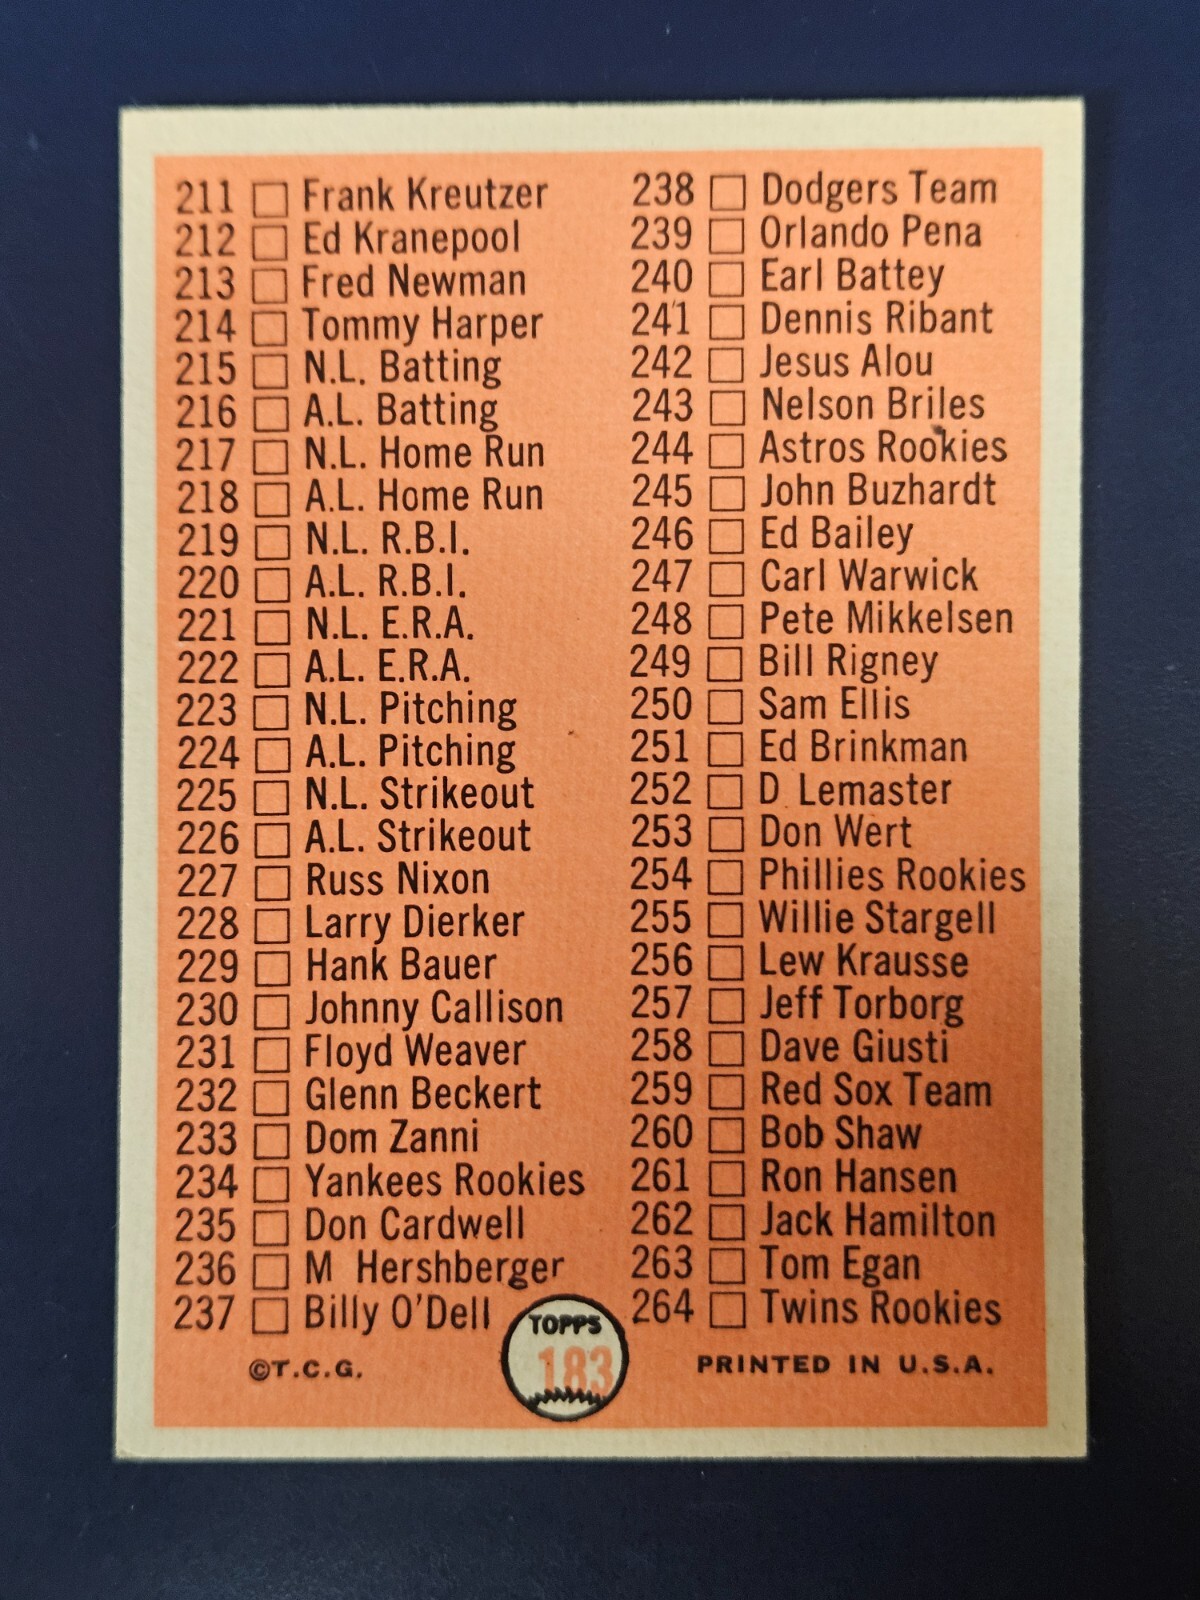 211 Frank Kreutzer
212 Ed Kranepool
213 Fred Newman
214 Tommy Harper
215 N.L. Batting
216 A.L. Batting
217 N.L. Home Run
218 A.L. Home Run
219 N.L. R.B.I.
220 A.L. R.B.I.
221 N.L. E.R.A.
222 A.L. E.R.A.
223 N.L. Pitching
224 A.L. Pitching
225 N.L. Strikeout
226 A.L. Strikeout
227 Russ Nixon
228 Larry Dierker
229 Hank Bauer
230 Johnny Callison
231 Floyd Weaver
232 Glenn Beckert
233 Dom Zanni
234 Yankees Rookies
235 Don Cardwell
236 M Hershberger
237 Billy O'Dell
238 Dodgers Team
239 Orlando Pena
240 Earl Battey
241 Dennis Ribant
242 Jesus Alou
243 Nelson Briles
244 Astros Rookies
245 John Buzhardt
246 Ed Bailey
247 Carl Warwick
248 Pete Mikkelsen
249 Bill Rigney
250 Sam Ellis
251 Ed Brinkman
252 D Lemaster
253 Don Wert
254 Phillies Rookies
255 Willie Stargell
256 Lew Krausse
257 Jeff Torborg
258 Dave Giusti
259 Red Sox Team
260 Bob Shaw
261 Ron Hansen
262 Jack Hamilton
263 Tom Egan
264 Twins Rookies
©T.C.G.
TOPPS
183
PRINTED IN U.S.A.